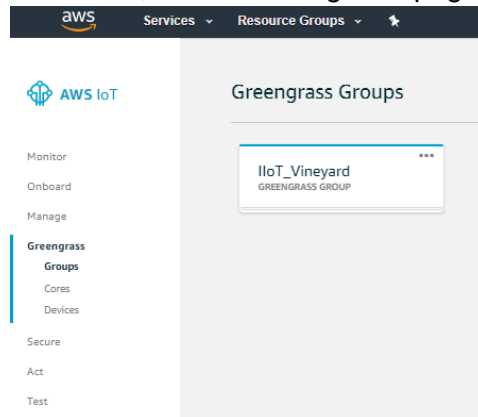 aws Services Resource Groups
AWS IoT
Greengrass Groups
Monitor
Onboard
Manage
Greengrass
Groups
Cores
Devices
Secure
Act
Test
IIoT_Vineyard
GREENGRASS GROUP